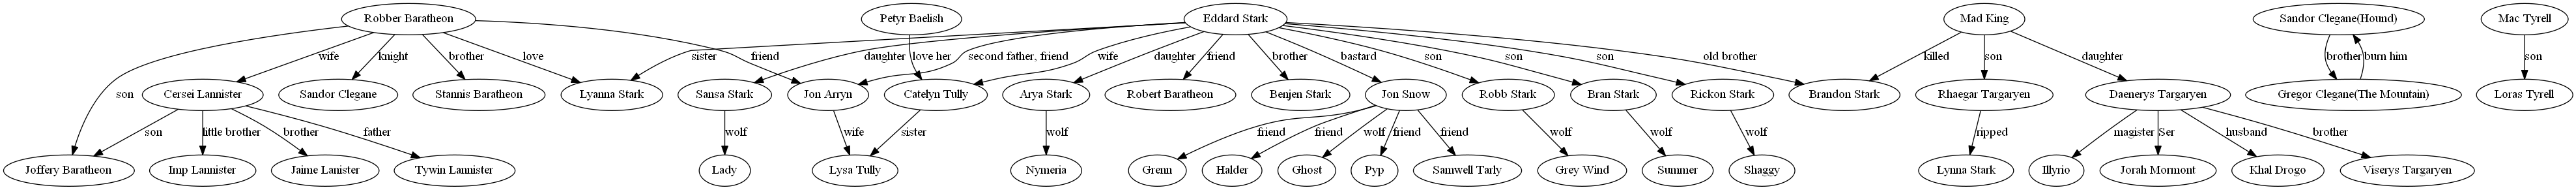 Robber Baratheon
Petyr Baelish
Eddard Stark
Mad King
Sandor Clegane(Hound)
Mac Tyrell
son
wife
knight
brother
love
friend
sister
daughter
second father, friend
love her
wife
daughter
friend
brother
bastard
son
son
son
old brother
killed
son
daughter
brother
burn him
son
Cersei Lannister
Sandor Clegane
Stannis Baratheon
Lyanna Stark
Sansa Stark
Jon Arryn
Catelyn Tully
Arya Stark
Robert Baratheon
Benjen Stark
Jon Snow
Robb Stark
Bran Stark
Rickon Stark
Brandon Stark
Rhaegar Targaryen
Daenerys Targaryen
Gregor Clegane(The Mountain)
Loras Tyrell
son
little brother
brother
father
wolf
wife
sister
wolf
friend
friend
wolf
friend
friend
wolf
wolf
wolf
ripped
magister
Ser
husband
brother
Joffery Baratheon
Imp Lannister
Jaime Lanister
Tywin Lannister
Lady
Lysa Tully
Nymeria
Grenn
Halder
Ghost
Pyp
Samwell Tarly
Grey Wind
Summer
Shaggy
Lynna Stark
Illyrio
Jorah Mormont
Khal Drogo
Viserys Targaryen